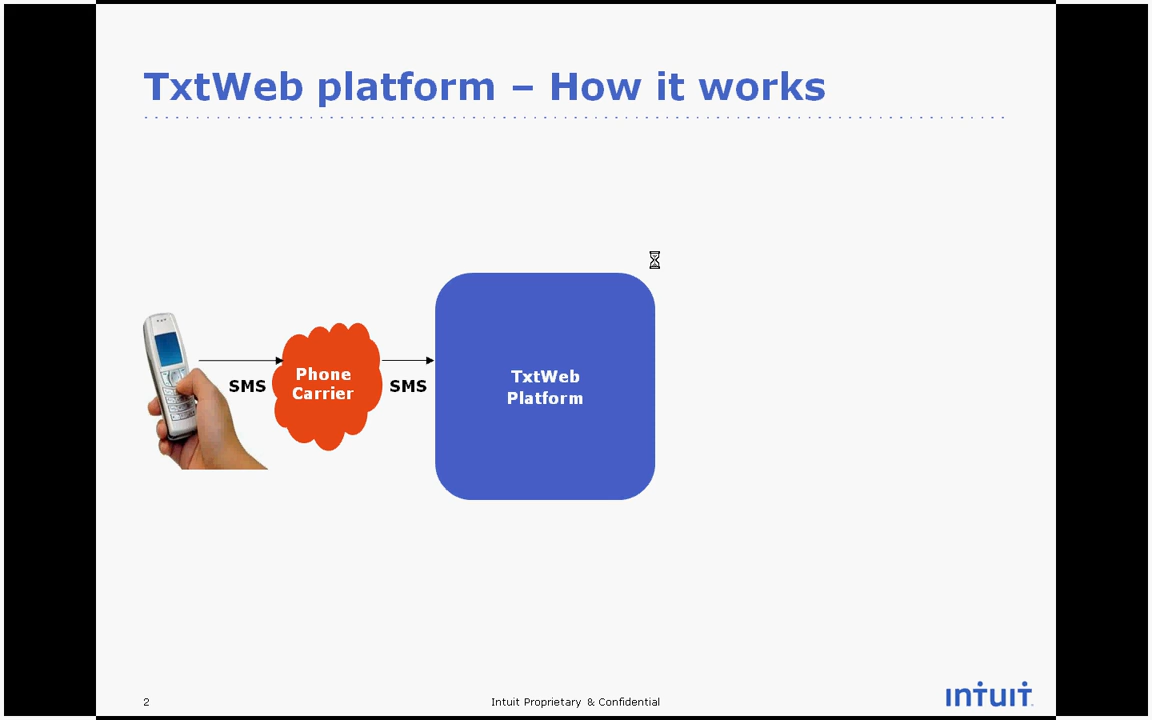 TxtWeb platform – How it works
SMS
Phone
Carrier
SMS
TxtWeb
Platform
2
Intuit Proprietary & Confidential
intuit